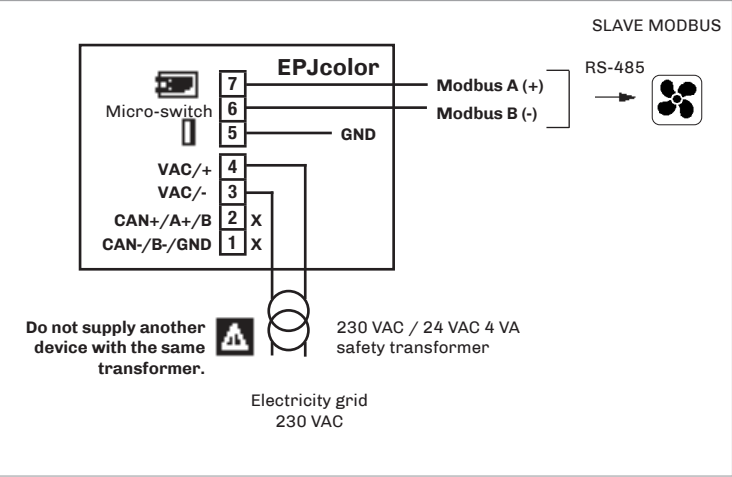 SLAVE MODBUS
EPJcolor
RS-485
7
Modbus A (+)
Micro-switch
6
Modbus B (-)
5
GND
VAC/+
4
VAC/-
3
CAN+/A+/B
2
X
CAN-/B-/GND
1
X
Do not supply another
device with the same
transformer.
230 VAC / 24 VAC 4 VA
safety transformer
Electricity grid
230 VAC